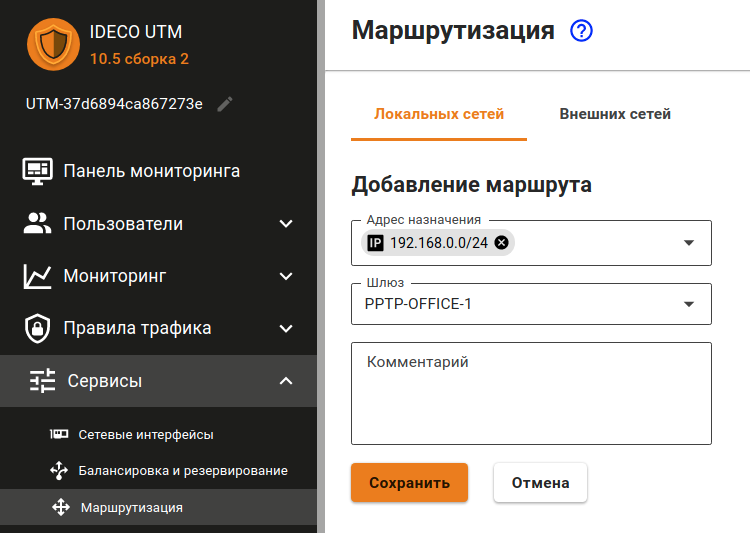 IDECO UTM
10.5 сборка 2
UTM-37d6894ca867273e
Панель мониторинга
Пользователи
Мониторинг
Правила трафика
Сервисы
Сетевые интерфейсы
Балансировка и резервирование
Маршрутизация
Маршрутизация ?
Локальных сетей
Внешних сетей
Добавление маршрута
Адрес назначения
IP 192.168.0.0/24
Шлюз
PPTP-OFFICE-1
Комментарий
Сохранить
Отмена